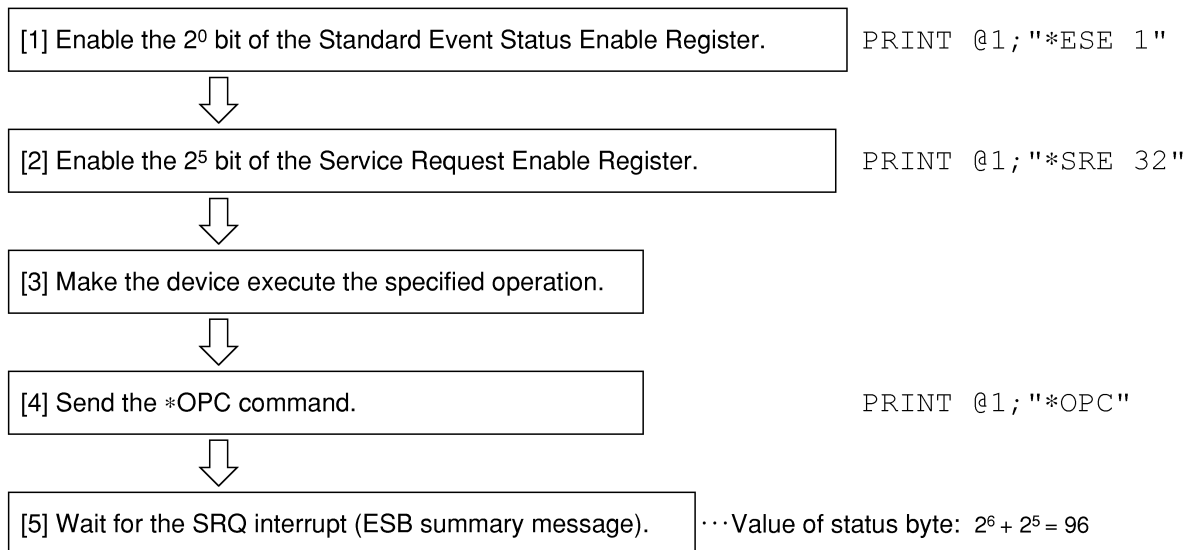 [1] Enable the 2⁰ bit of the Standard Event Status Enable Register. PRINT @1;"*ESE 1"
[2] Enable the 2⁵ bit of the Service Request Enable Register. PRINT @1;"*SRE 32"
[3] Make the device execute the specified operation.
[4] Send the *OPC command. PRINT @1;"*OPC"
[5] Wait for the SRQ interrupt (ESB summary message). ···Value of status byte: 2⁶ + 2⁵ = 96